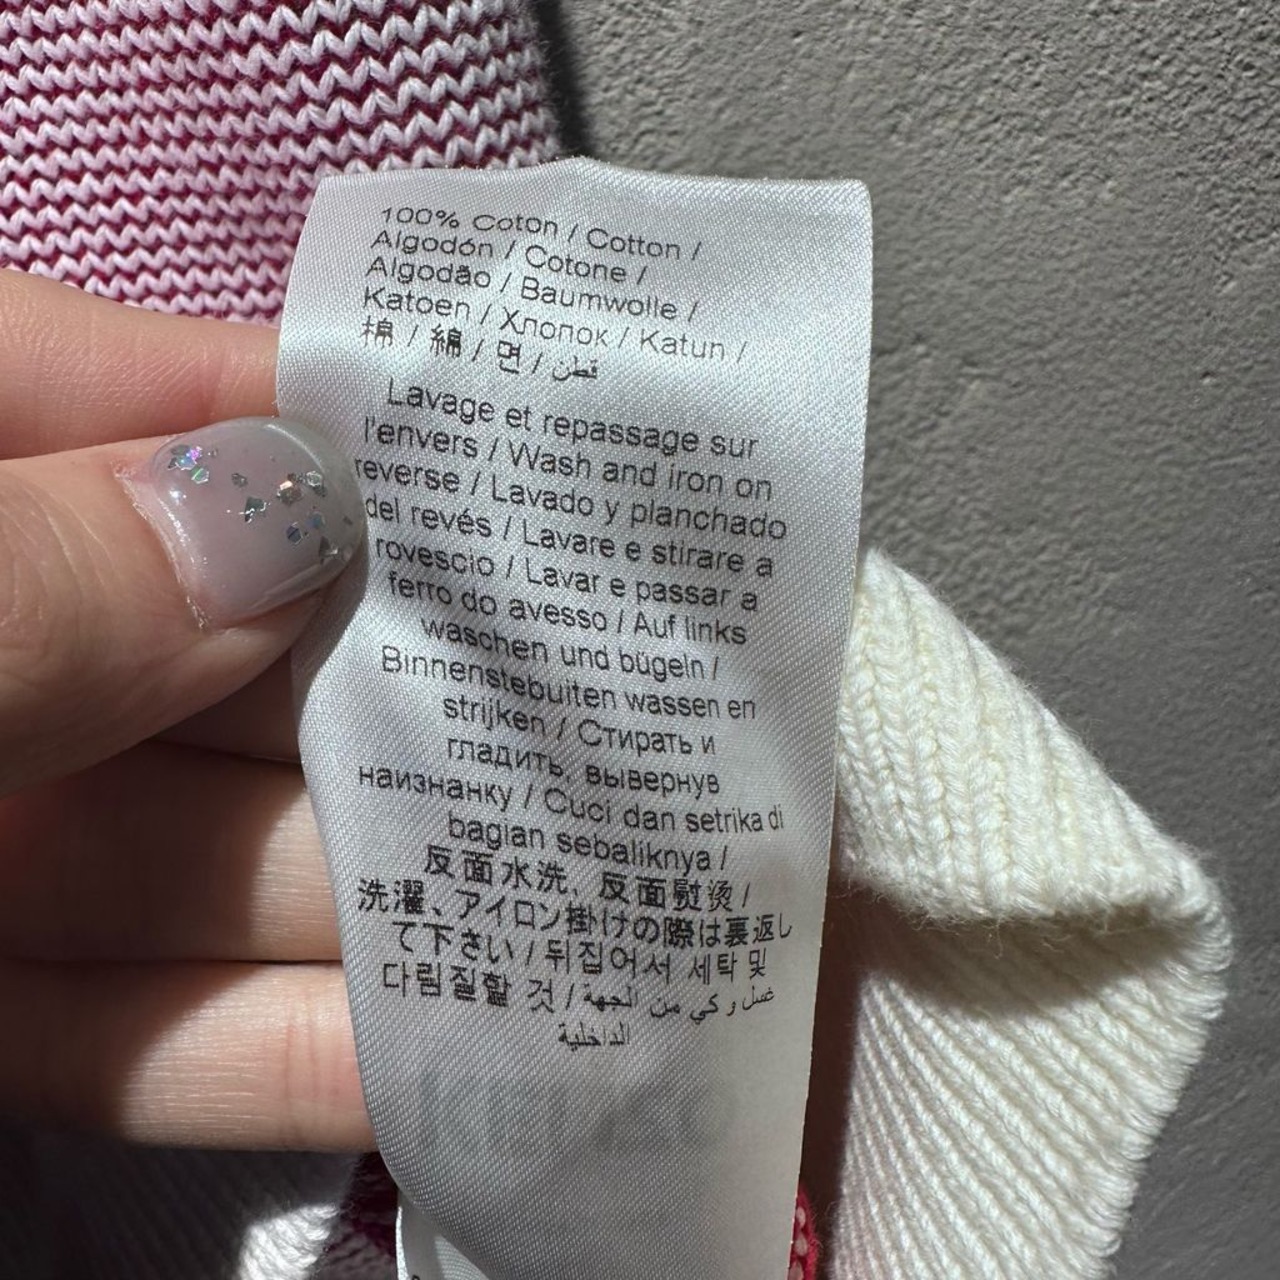 100% Coton / Cotton /
Algodón / Cotone /
Algodão / Baumwolle /
Katoen / Хлопок / Katun /
棉 / 綿 / 면 / قطن
Lavage et repassage sur
l'envers / Wash and iron on
reverse / Lavado y planchado
del revés / Lavare e stirare a
rovescio / Lavar e passar a
ferro do avesso / Auf links
waschen und bügeln /
Binnenstebuiten wassen en
strijken / Стирать и
гладить, вывернув
наизнанку / Cuci dan setrika di
bagian sebaliknya /
反面水洗、反面熨烫 /
洗濯、アイロン掛けの際は裏返し
て下さい / 뒤집어서 세탁 및
다림질할 것 / غسل و كي من الجهة
الداخلية